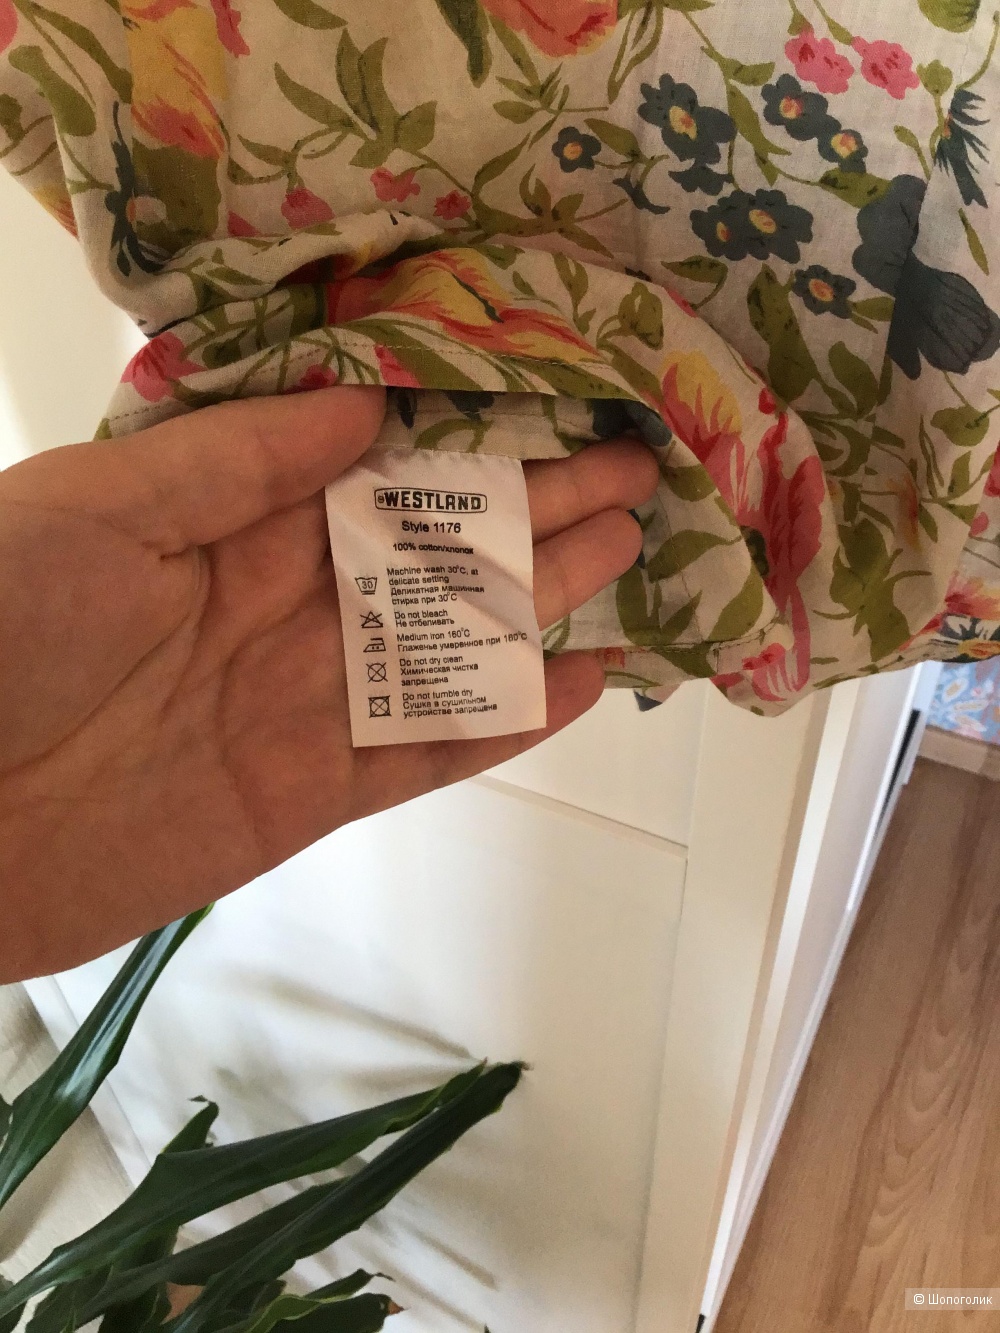 WESTLAND
Style 1176
100% cotton/хлопок
30
Machine wash 30°C, at
delicate setting
Деликатная машинная
стирка при 30°C
Do not bleach
Не отбеливать
Medium iron 160°C
Глаженье умеренное при 160°C
Do not dry clean
Химическая чистка
запрещена
Do not tumble dry
Сушка в сушильном
устройстве запрещена
© Шопоголик